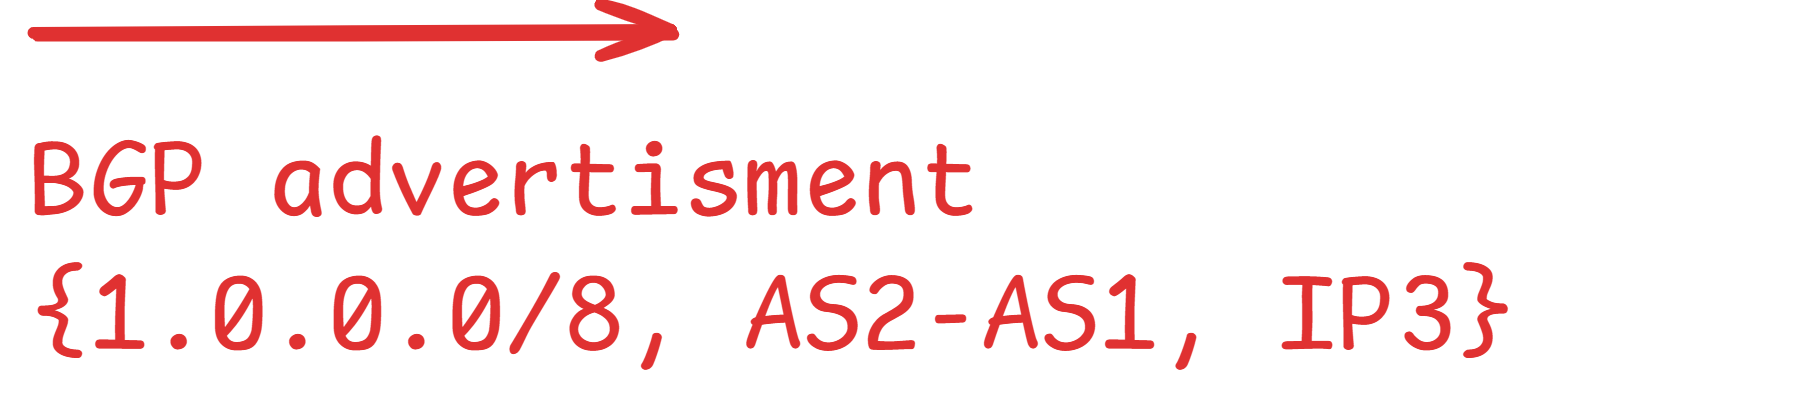 BGP advertisment
{1.0.0.0/8, AS2-AS1, IP3}